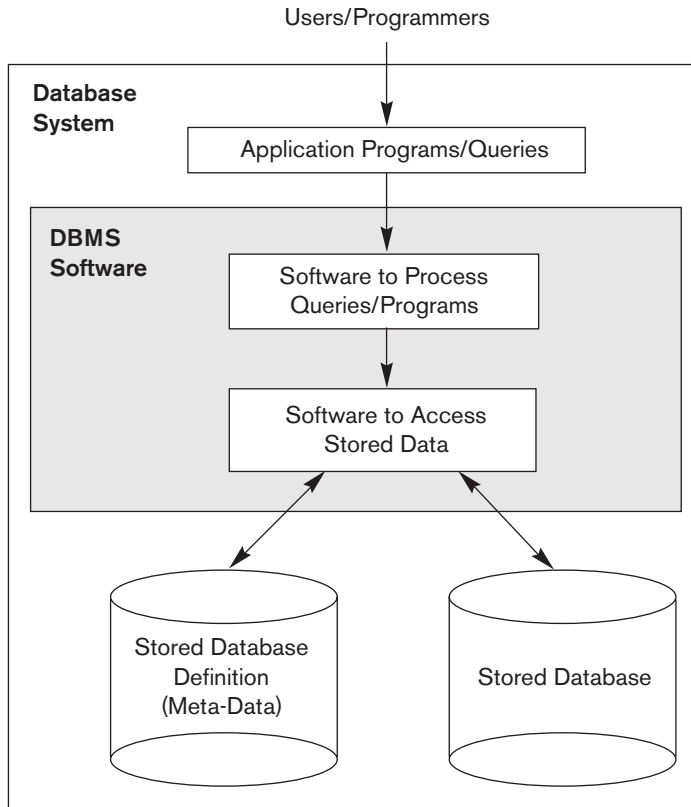 Users/Programmers
Database
System
Application Programs/Queries
DBMS
Software
Software to Process
Queries/Programs
Software to Access
Stored Data
Stored Database
Definition
(Meta-Data)
Stored Database